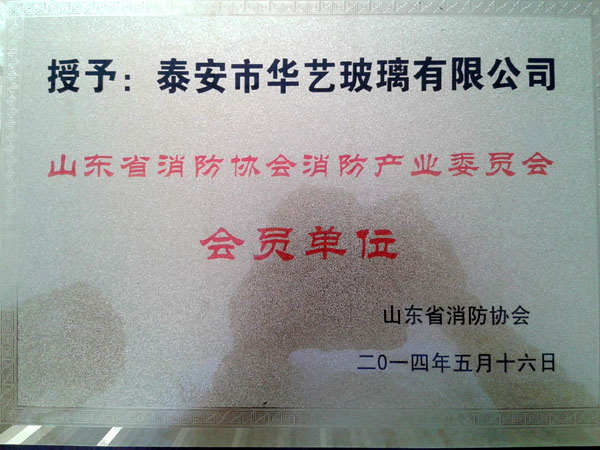 授予：泰安市华艺玻璃有限公司
山东省消防协会消防产业委员会
会员单位
山东省消防协会
二0一四年五月十六日